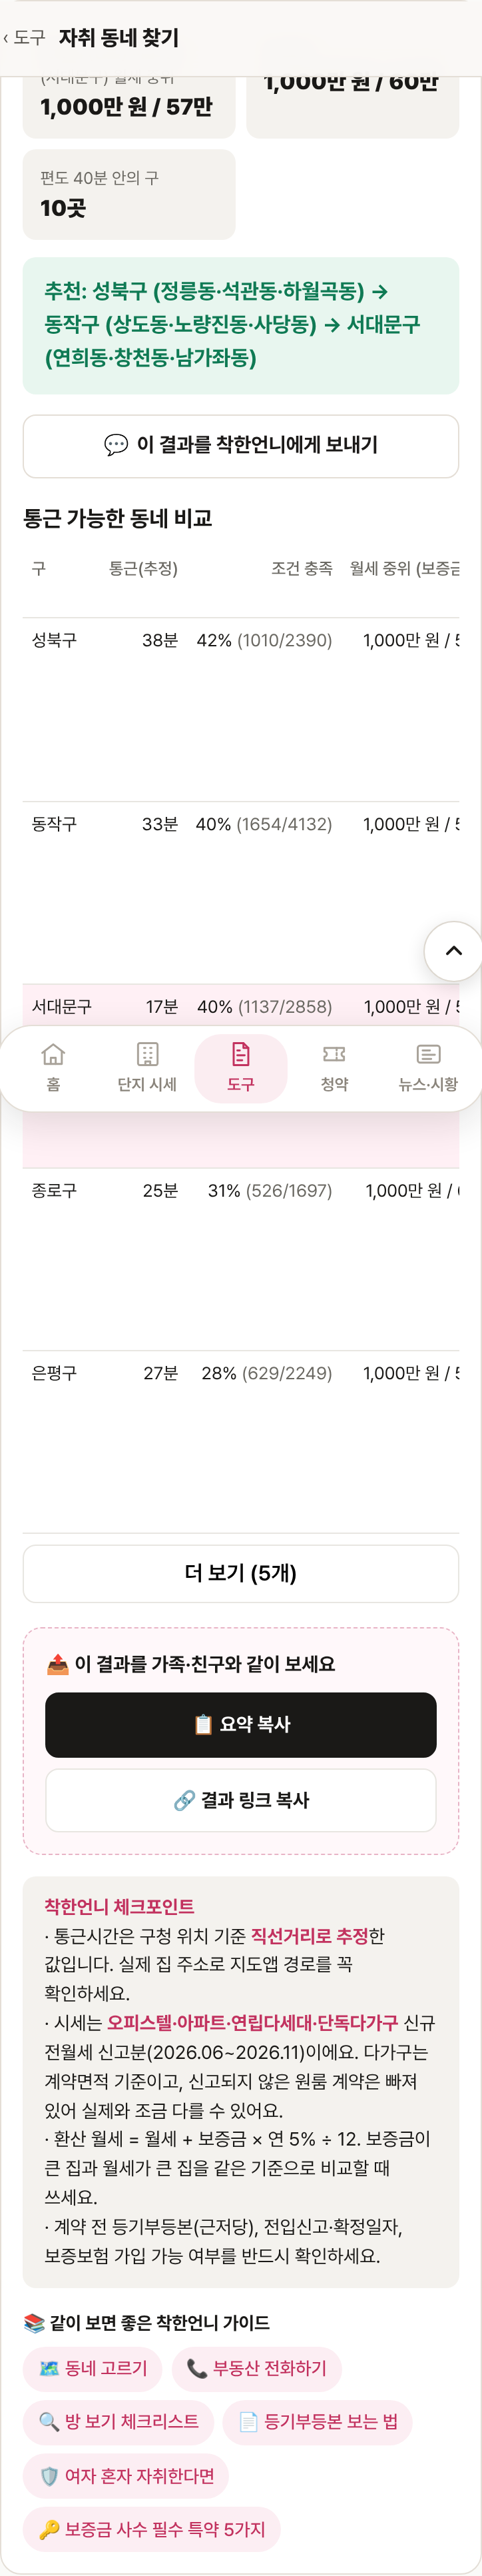 ‹ 도구 자취 동네 찾기
(서대문구) 월세 중위
1,000만 원 / 57만
1,000만 원 / 60만
편도 40분 안의 구
10곳
추천: 성북구 (정릉동·석관동·하월곡동) →
동작구 (상도동·노량진동·사당동) → 서대문구
(연희동·창천동·남가좌동)
💬 이 결과를 착한언니에게 보내기
통근 가능한 동네 비교
구 통근(추정) 조건 충족 월세 중위 (보증금
성북구 38분 42% (1010/2390) 1,000만 원 / 5
동작구 33분 40% (1654/4132) 1,000만 원 / 5
서대문구 17분 40% (1137/2858) 1,000만 원 / 5
홈 단지 시세 도구 청약 뉴스·시황
종로구 25분 31% (526/1697) 1,000만 원 /
은평구 27분 28% (629/2249) 1,000만 원 / 5
더 보기 (5개)
📤 이 결과를 가족·친구와 같이 보세요
📋 요약 복사
🔗 결과 링크 복사
착한언니 체크포인트
· 통근시간은 구청 위치 기준 직선거리로 추정한
값입니다. 실제 집 주소로 지도앱 경로를 꼭
확인하세요.
· 시세는 오피스텔·아파트·연립다세대·단독다가구 신규
전월세 신고분(2026.06~2026.11)이에요. 다가구는
계약면적 기준이고, 신고되지 않은 원룸 계약은 빠져
있어 실제와 조금 다를 수 있어요.
· 환산 월세 = 월세 + 보증금 × 연 5% ÷ 12. 보증금이
큰 집과 월세가 큰 집을 같은 기준으로 비교할 때
쓰세요.
· 계약 전 등기부등본(근저당), 전입신고·확정일자,
보증보험 가입 가능 여부를 반드시 확인하세요.
📚 같이 보면 좋은 착한언니 가이드
🗺️ 동네 고르기 📞 부동산 전화하기
🔍 방 보기 체크리스트 📄 등기부등본 보는 법
🛡️ 여자 혼자 자취한다면
🔑 보증금 사수 필수 특약 5가지